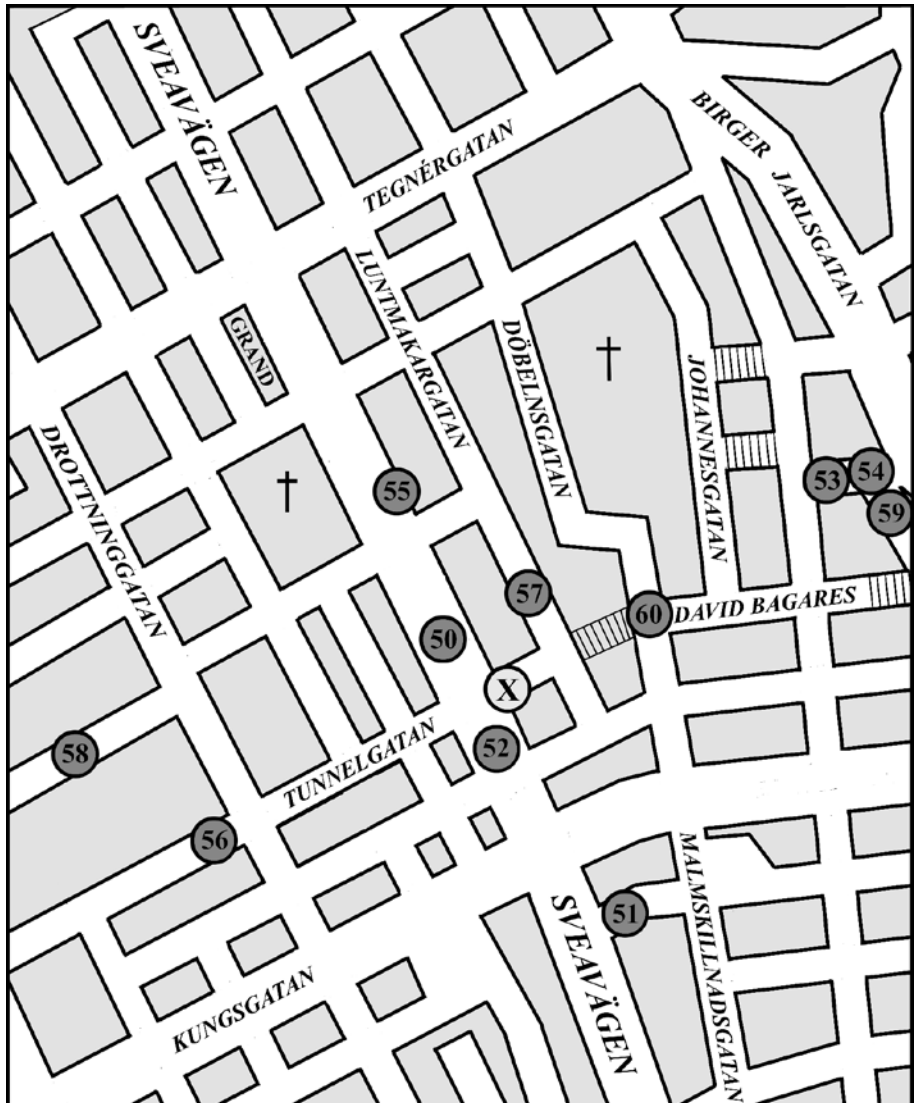 SVEAVÄGEN
BIRGER
JARLSGATAN
TEGNÉRGATAN
LUNTMAKARGATAN
GRAND
DÖBELNSGATAN
JOHANNESGATAN
DROTTNINGGATAN
53
54
55
59
57
60
DAVID BAGARES
50
X
52
58
TUNNELGATAN
56
MALMSKILLNADSGATAN
51
SVEAVÄGEN
KUNGSGATAN